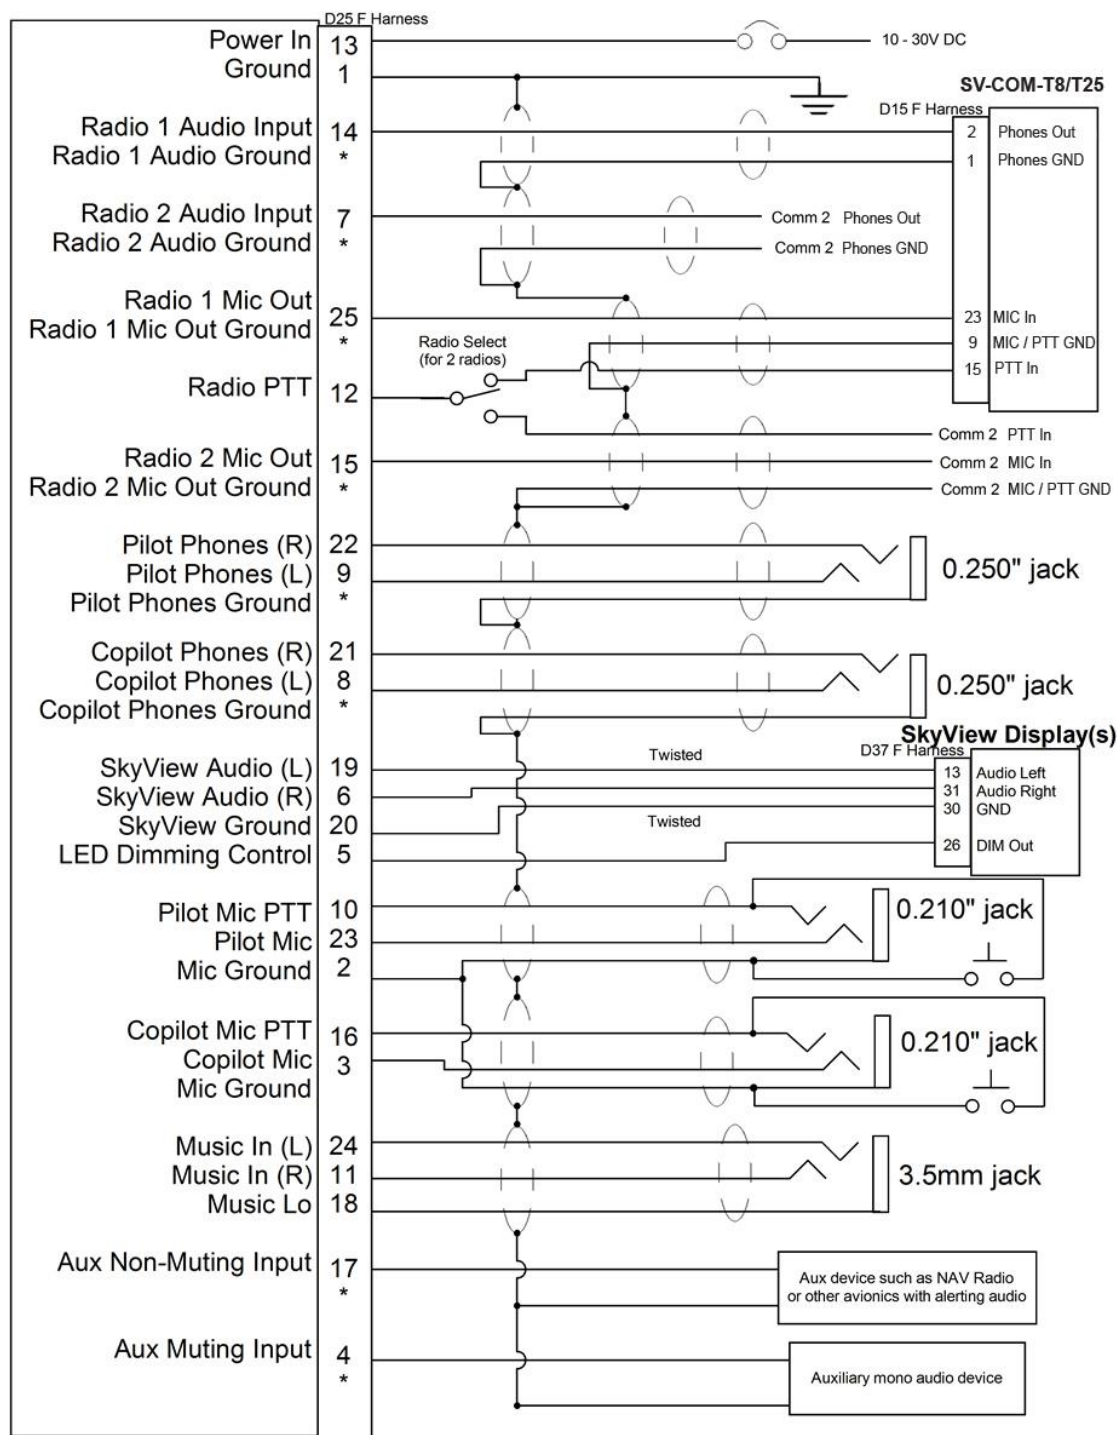 D25 F Harness
Power In 13
10 - 30V DC
Ground 1
SV-COM-T8/T25
D15 F Harness
Radio 1 Audio Input 14
2 Phones Out
Radio 1 Audio Ground *
1 Phones GND
Radio 2 Audio Input 7
Comm 2 Phones Out
Radio 2 Audio Ground *
Comm 2 Phones GND
Radio 1 Mic Out 25
23 MIC In
Radio 1 Mic Out Ground *
9 MIC / PTT GND
Radio Select
(for 2 radios)
15 PTT In
Radio PTT 12
Comm 2 PTT In
Radio 2 Mic Out 15
Comm 2 MIC In
Radio 2 Mic Out Ground *
Comm 2 MIC / PTT GND
Pilot Phones (R) 22
Pilot Phones (L) 9
0.250" jack
Pilot Phones Ground *
Copilot Phones (R) 21
Copilot Phones (L) 8
0.250" jack
Copilot Phones Ground *
SkyView Display(s)
D37 F Harness
Twisted
SkyView Audio (L) 19
13 Audio Left
SkyView Audio (R) 6
31 Audio Right
30 GND
SkyView Ground 20
Twisted
LED Dimming Control 5
26 DIM Out
Pilot Mic PTT 10
0.210" jack
Pilot Mic 23
Mic Ground 2
Copilot Mic PTT 16
0.210" jack
Copilot Mic 3
Mic Ground
Music In (L) 24
Music In (R) 11
3.5mm jack
Music Lo 18
Aux Non-Muting Input 17
*
Aux device such as NAV Radio
or other avionics with alerting audio
Aux Muting Input 4
*
Auxiliary mono audio device